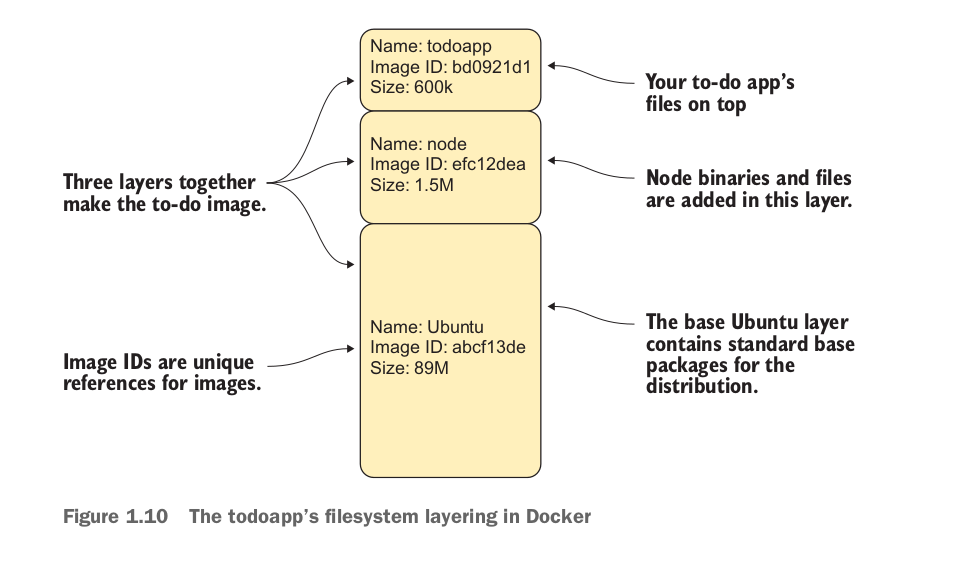 Name: todoapp
Image ID: bd0921d1
Size: 600k
Your to-do app’s
files on top
Name: node
Image ID: efc12dea
Size: 1.5M
Three layers together
make the to-do image.
Node binaries and files
are added in this layer.
Name: Ubuntu
Image ID: abcf13de
Size: 89M
Image IDs are unique
references for images.
The base Ubuntu layer
contains standard base
packages for the
distribution.
Figure 1.10 The todoapp’s filesystem layering in Docker